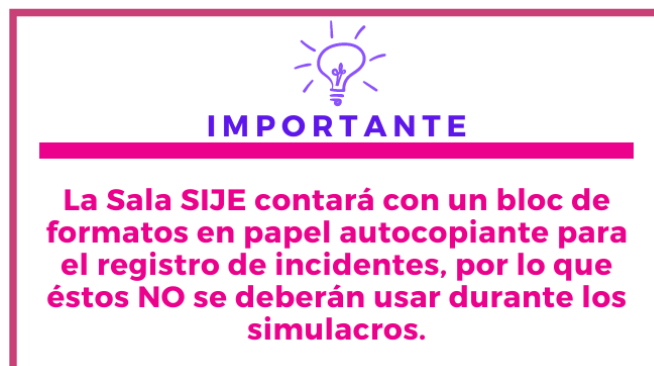 IMPORTANTE
La Sala SIJE contará con un bloc de
formatos en papel autocopiante para
el registro de incidentes, por lo que
éstos NO se deberán usar durante los
simulacros.